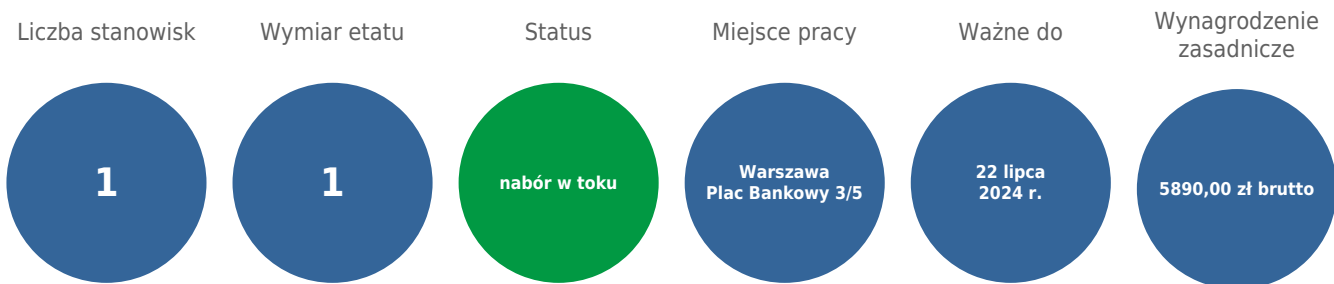 Liczba stanowisk
1
Wymiar etatu
1
Status
nabór w toku
Miejsce pracy
Warszawa
Plac Bankowy 3/5
Ważne do
22 lipca
2024 r.
Wynagrodzenie
zasadnicze
5890,00 zł brutto